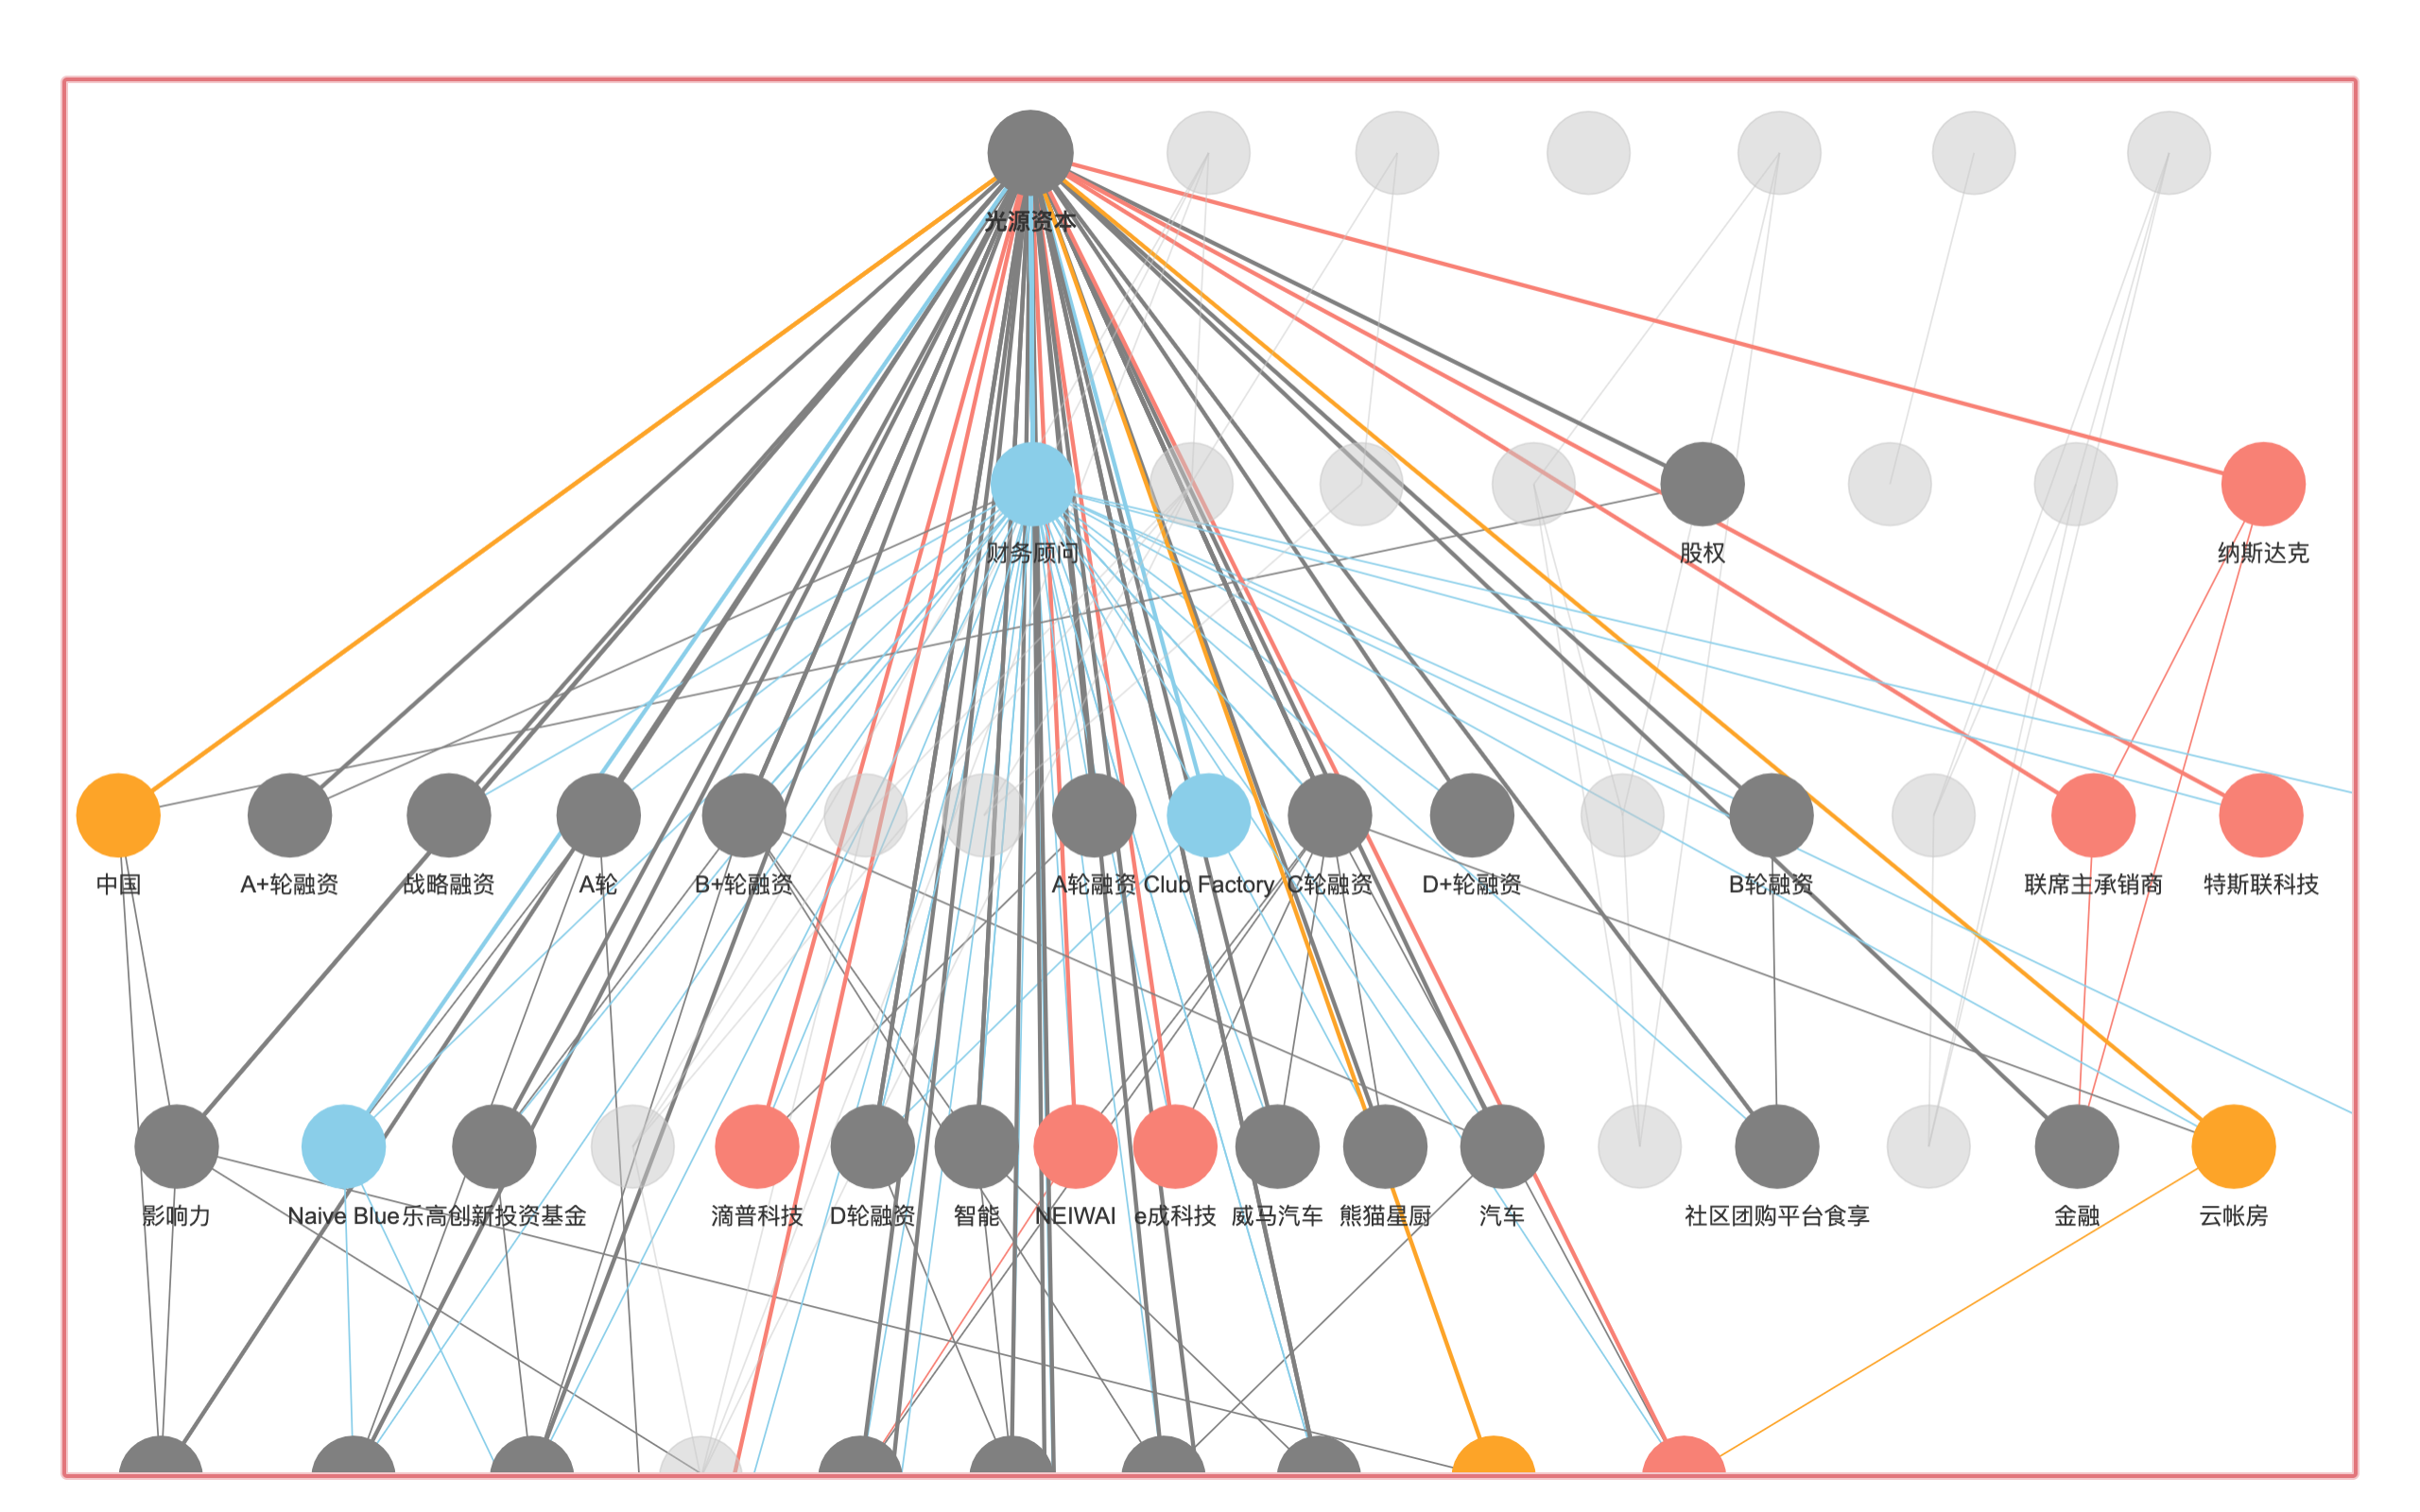 光源资本
财务顾问
股权
纳斯达克
中国
A+轮融资
战略融资
A轮
B+轮融资
A轮融资
Club Factory
C轮融资
D+轮融资
B轮融资
联席主承销商
特斯联科技
影响力
Naive Blue
乐高创新投资基金
滴普科技
D轮融资
智能
NEIWAI
e成科技
威马汽车
熊猫星厨
汽车
社区团购平台食享
金融
云帐房